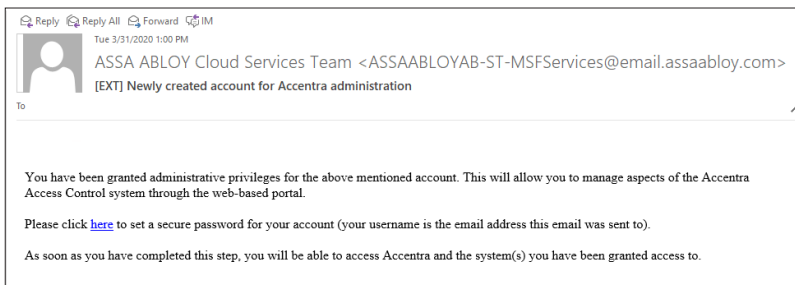 Reply Reply All Forward IM
Tue 3/31/2020 1:00 PM
ASSA ABLOY Cloud Services Team <ASSAABLOYAB-ST-MSFServices@email.assaabloy.com>
[EXT] Newly created account for Accentra administration
To
You have been granted administrative privileges for the above mentioned account. This will allow you to manage aspects of the Accentra
Access Control system through the web-based portal.
Please click here to set a secure password for your account (your username is the email address this email was sent to).
As soon as you have completed this step, you will be able to access Accentra and the system(s) you have been granted access to.